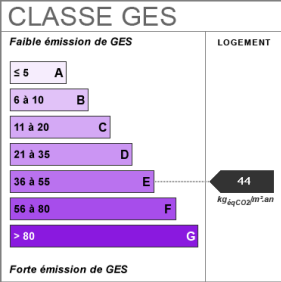 CLASSE GES
Faible émission de GES
LOGEMENT
≤ 5 A
6 à 10 B
11 à 20 C
21 à 35 D
36 à 55 E
44
kgéqCO2/m².an
56 à 80 F
> 80 G
Forte émission de GES